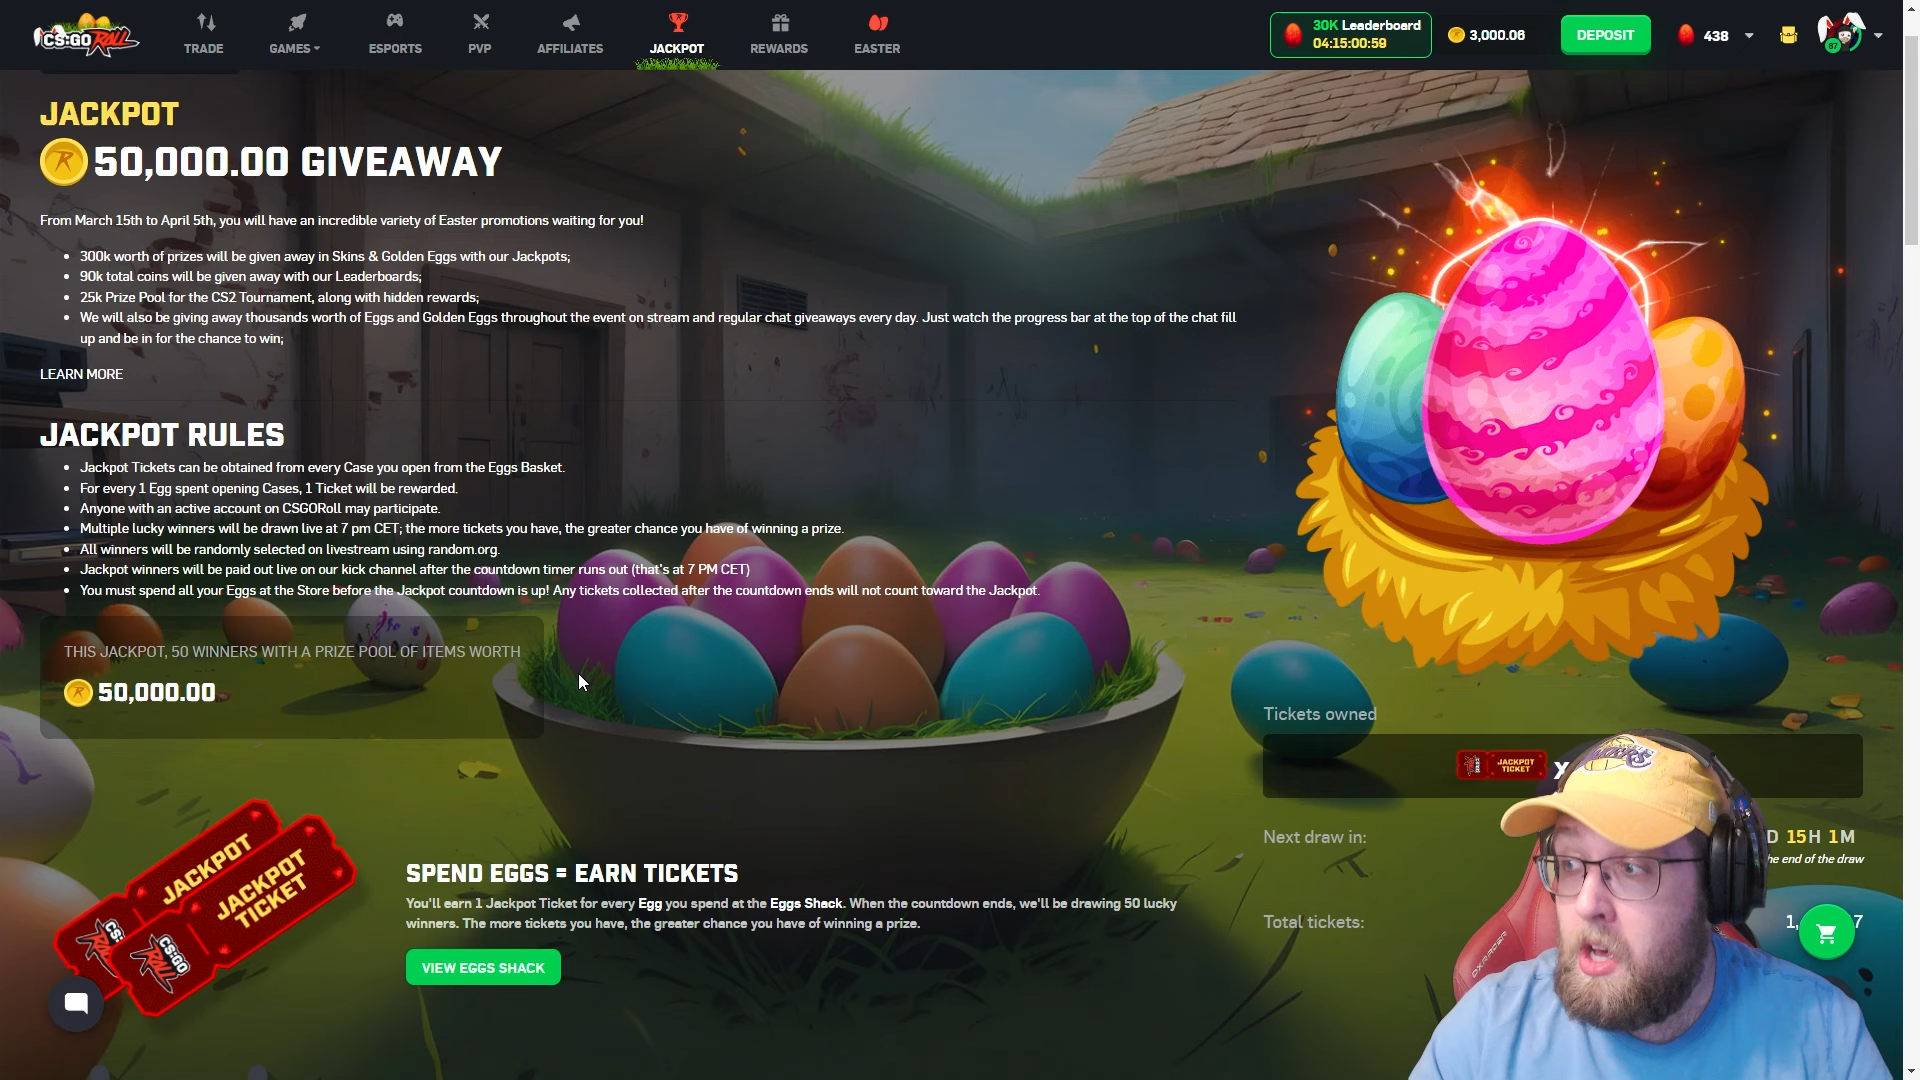 CS:GO ROLL
TRADE
GAMES
ESPORTS
PVP
AFFILIATES
JACKPOT
REWARDS
EASTER
30K Leaderboard
04:15:00:59
3,000.06
DEPOSIT
438
87
JACKPOT
50,000.00 GIVEAWAY
From March 15th to April 5th, you will have an incredible variety of Easter promotions waiting for you!
300k worth of prizes will be given away in Skins & Golden Eggs with our Jackpots;
90k total coins will be given away with our Leaderboards;
25k Prize Pool for the CS2 Tournament, along with hidden rewards;
We will also be giving away thousands worth of Eggs and Golden Eggs throughout the event on stream and regular chat giveaways every day. Just watch the progress bar at the top of the chat fill
up and be in for the chance to win;
LEARN MORE
JACKPOT RULES
Jackpot Tickets can be obtained from every Case you open from the Eggs Basket.
For every 1 Egg spent opening Cases, 1 Ticket will be rewarded.
Anyone with an active account on CSGORoll may participate.
Multiple lucky winners will be drawn live at 7 pm CET; the more tickets you have, the greater chance you have of winning a prize.
All winners will be randomly selected on livestream using random.org.
Jackpot winners will be paid out live on our kick channel after the countdown timer runs out (that's at 7 PM CET)
You must spend all your Eggs at the Store before the Jackpot countdown is up! Any tickets collected after the countdown ends will not count toward the Jackpot.
THIS JACKPOT, 50 WINNERS WITH A PRIZE POOL OF ITEMS WORTH
50,000.00
Tickets owned
JACKPOT
TICKET
X
Next draw in:
D 15H 1M
the end of the draw
Total tickets:
1,
7
JACKPOT
JACKPOT
TICKET
CS:GO
ROLL
SPEND EGGS = EARN TICKETS
You'll earn 1 Jackpot Ticket for every Egg you spend at the Eggs Shack. When the countdown ends, we'll be drawing 50 lucky
winners. The more tickets you have, the greater chance you have of winning a prize.
VIEW EGGS SHACK
LAKERS
DXRACER